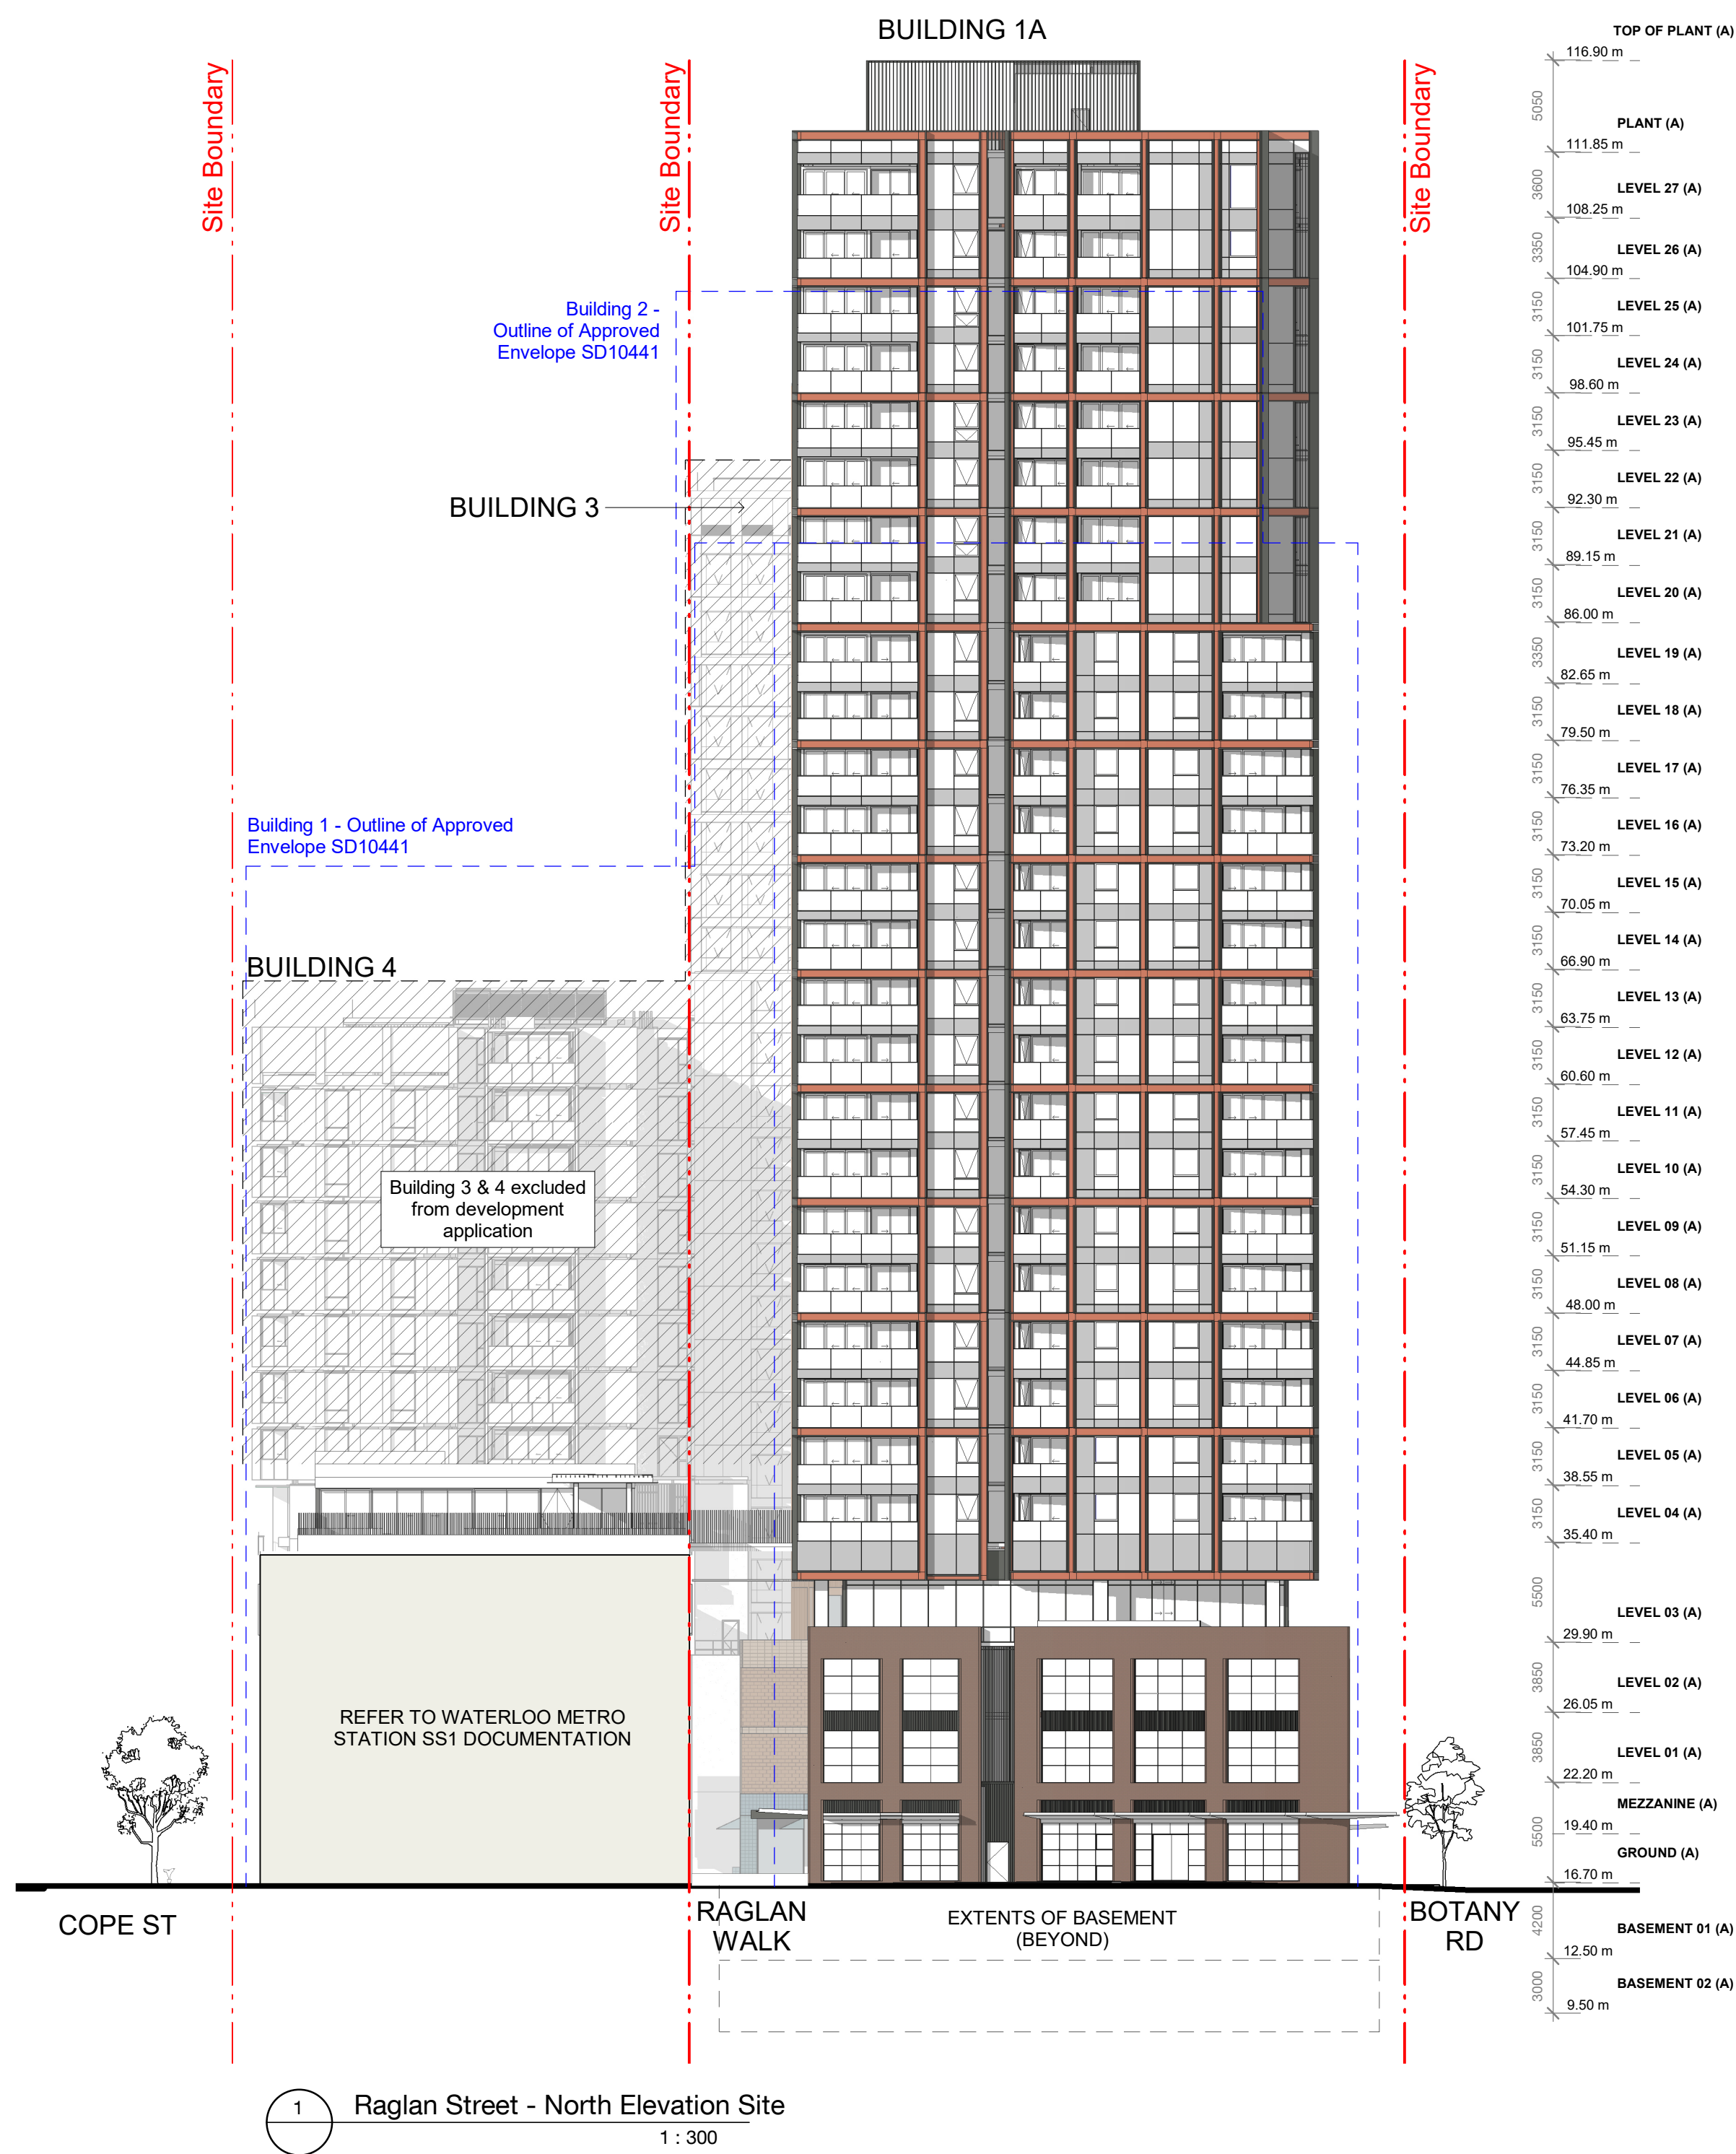 BUILDING 1A
Site Boundary
Site Boundary
Site Boundary
Building 2 -
Outline of Approved
Envelope SD10441
BUILDING 3
Building 1 - Outline of Approved
Envelope SD10441
BUILDING 4
Building 3 & 4 excluded
from development
application
REFER TO WATERLOO METRO
STATION SS1 DOCUMENTATION
COPE ST
RAGLAN
WALK
EXTENTS OF BASEMENT
(BEYOND)
BOTANY
RD
TOP OF PLANT (A)
116.90 m
5050
PLANT (A)
111.85 m
3600
LEVEL 27 (A)
108.25 m
3350
LEVEL 26 (A)
104.90 m
3150
LEVEL 25 (A)
101.75 m
3150
LEVEL 24 (A)
98.60 m
3150
LEVEL 23 (A)
95.45 m
3150
LEVEL 22 (A)
92.30 m
3150
LEVEL 21 (A)
89.15 m
3150
LEVEL 20 (A)
86.00 m
3350
LEVEL 19 (A)
82.65 m
3150
LEVEL 18 (A)
79.50 m
3150
LEVEL 17 (A)
76.35 m
3150
LEVEL 16 (A)
73.20 m
3150
LEVEL 15 (A)
70.05 m
3150
LEVEL 14 (A)
66.90 m
3150
LEVEL 13 (A)
63.75 m
3150
LEVEL 12 (A)
60.60 m
3150
LEVEL 11 (A)
57.45 m
3150
LEVEL 10 (A)
54.30 m
3150
LEVEL 09 (A)
51.15 m
3150
LEVEL 08 (A)
48.00 m
3150
LEVEL 07 (A)
44.85 m
3150
LEVEL 06 (A)
41.70 m
3150
LEVEL 05 (A)
38.55 m
3150
LEVEL 04 (A)
35.40 m
5500
LEVEL 03 (A)
29.90 m
3850
LEVEL 02 (A)
26.05 m
3850
LEVEL 01 (A)
22.20 m
MEZZANINE (A)
19.40 m
5500
GROUND (A)
16.70 m
4200
BASEMENT 01 (A)
12.50 m
3000
BASEMENT 02 (A)
9.50 m
1
Raglan Street - North Elevation Site
1 : 300